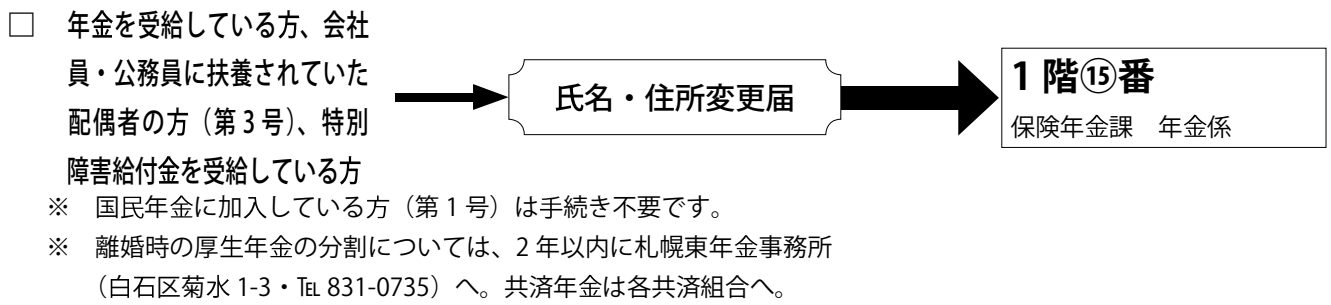 □ 年金を受給している方、会社
員・公務員に扶養されていた
配偶者の方（第3号）、特別
障害給付金を受給している方
氏名・住所変更届
1階⑮番
保険年金課　年金係
※　国民年金に加入している方（第1号）は手続き不要です。
※　離婚時の厚生年金の分割については、2年以内に札幌東年金事務所
（白石区菊水1-3・℡831-0735）へ。共済年金は各共済組合へ。